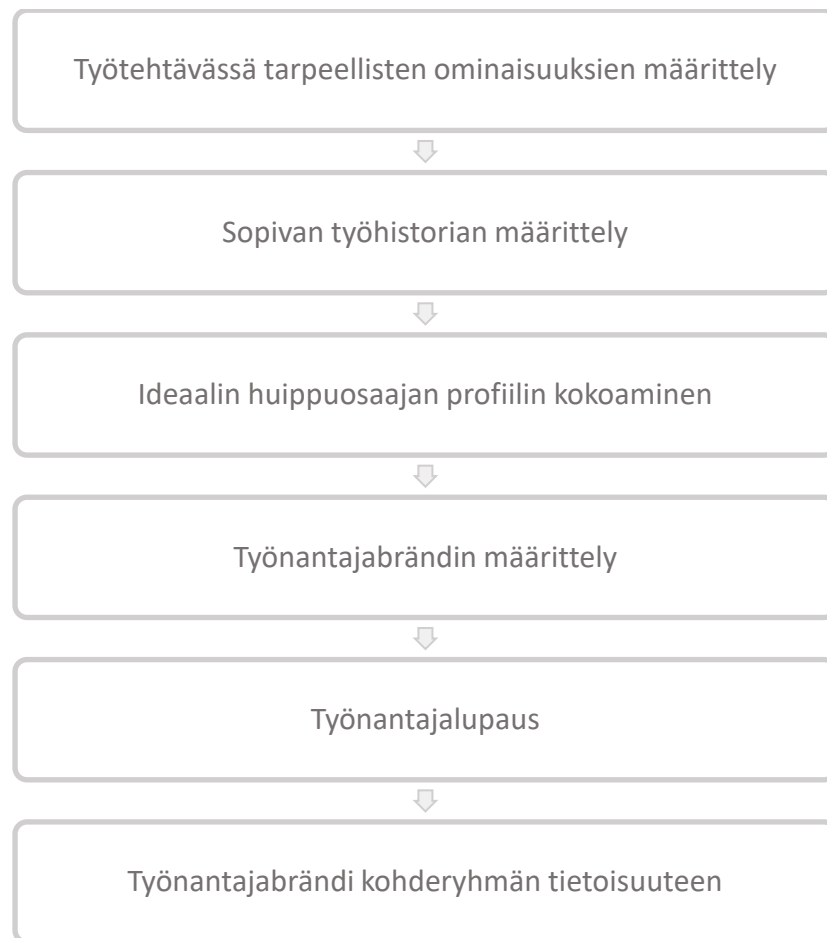 Työtehtävässä tarpeellisten ominaisuuksien määrittely
Sopivan työhistorian määrittely
Ideaalin huippuosaajan profiilin kokoaminen
Työnantajabrändin määrittely
Työnantajalupaus
Työnantajabrändi kohderyhmän tietoisuuteen